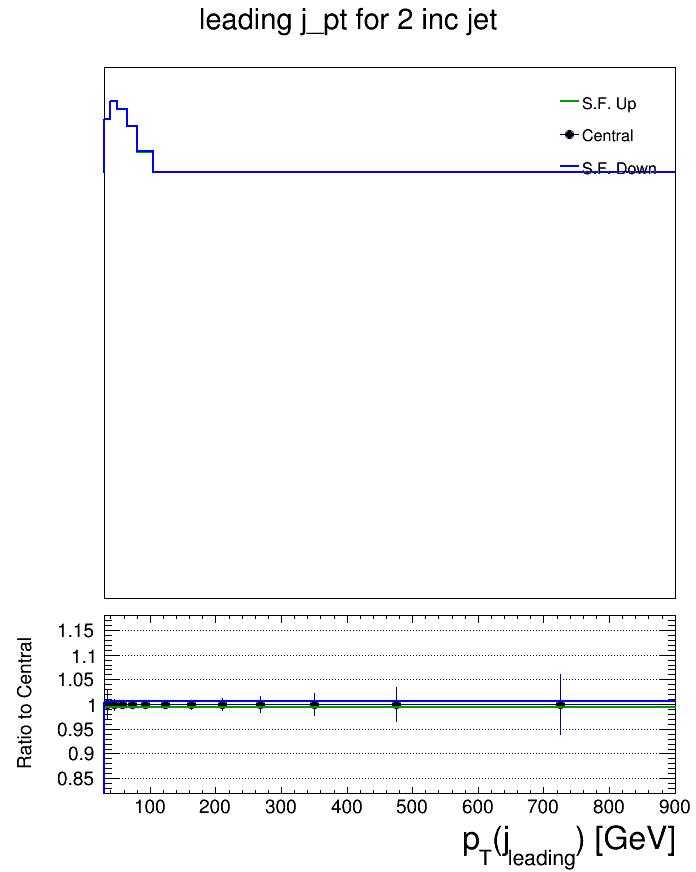 leading j_pt for 2 inc jet
S.F. Up
Central
S.F. Down
Ratio to Central
1.15
1.1
1.05
1
0.95
0.9
0.85
100 200 300 400 500 600 700 800 900
p_T(j_leading) [GeV]